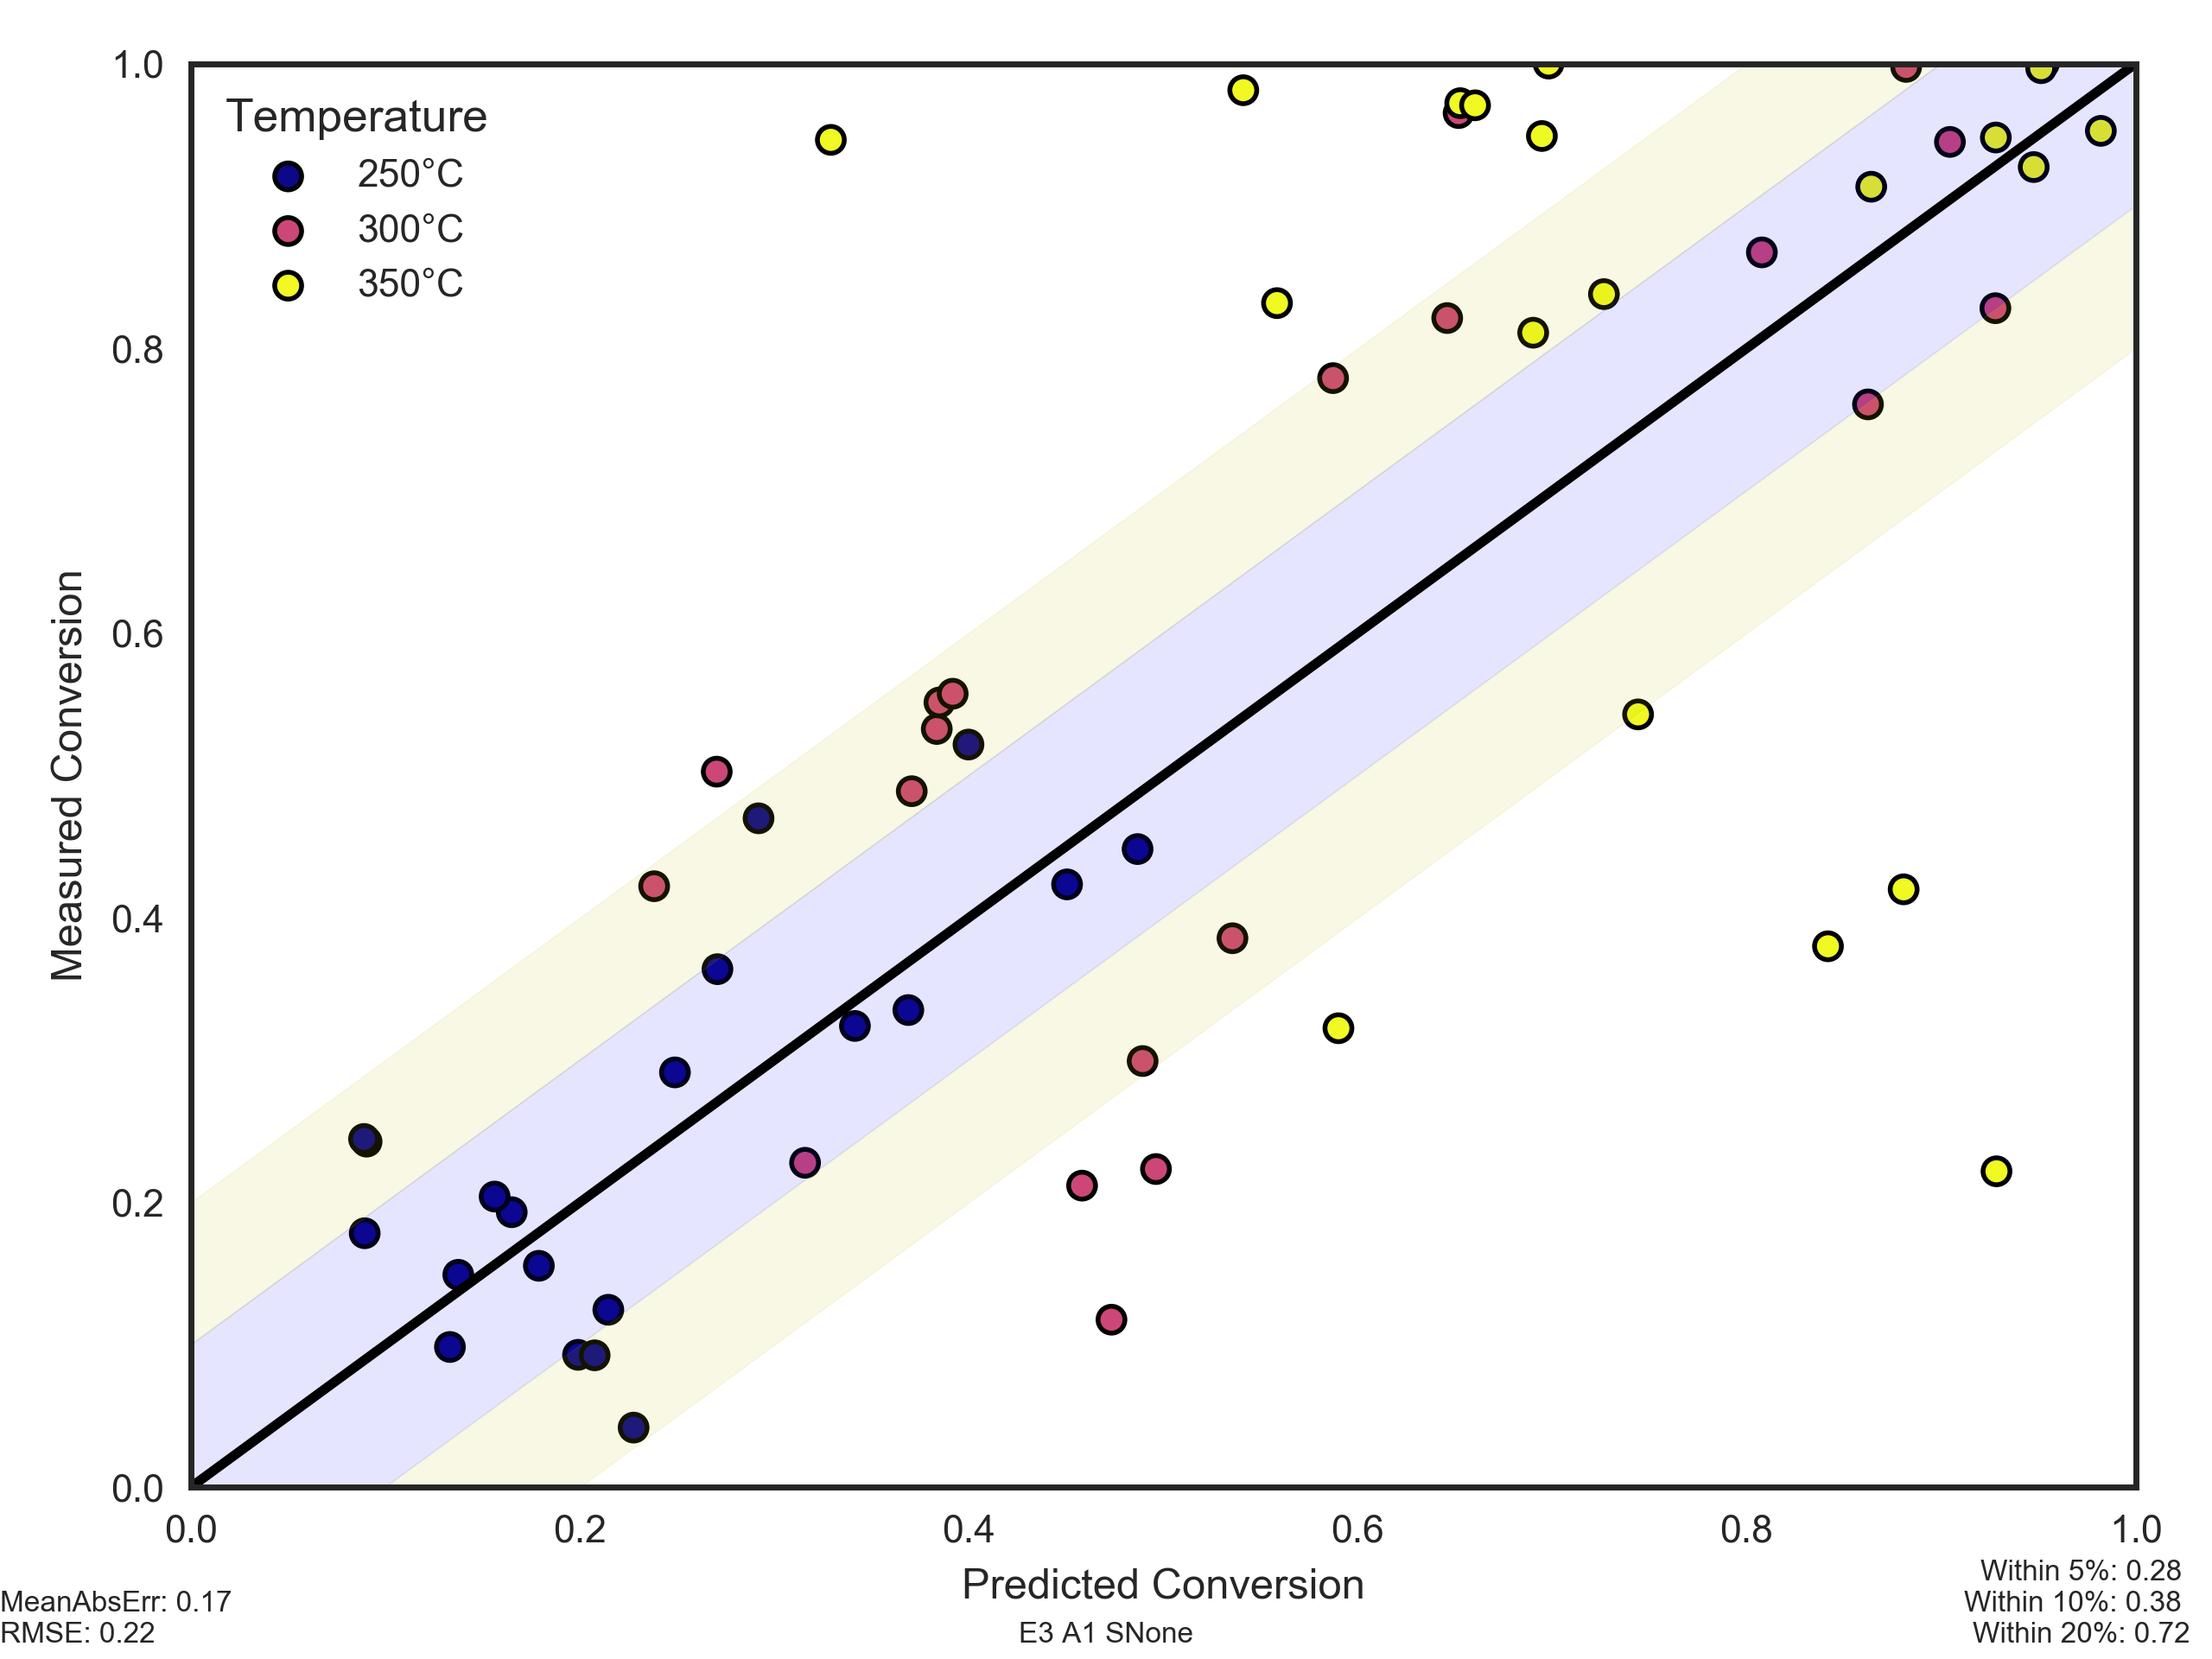 Temperature
250°C
300°C
350°C
1.0
0.8
0.6
0.4
0.2
0.0
Measured Conversion
0.0 0.2 0.4 0.6 0.8 1.0
Predicted Conversion
E3 A1 SNone
MeanAbsErr: 0.17
RMSE: 0.22
Within 5%: 0.28
Within 10%: 0.38
Within 20%: 0.72